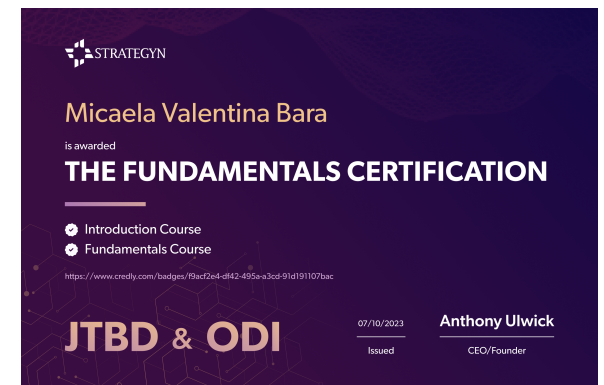 STRATEGYN
Micaela Valentina Bara
is awarded
THE FUNDAMENTALS CERTIFICATION
Introduction Course
Fundamentals Course
https://www.credly.com/badges/f9acf2e4-df42-495a-a3cd-91d191107bac
JTBD & ODI
07/10/2023
Issued
Anthony Ulwick
CEO/Founder